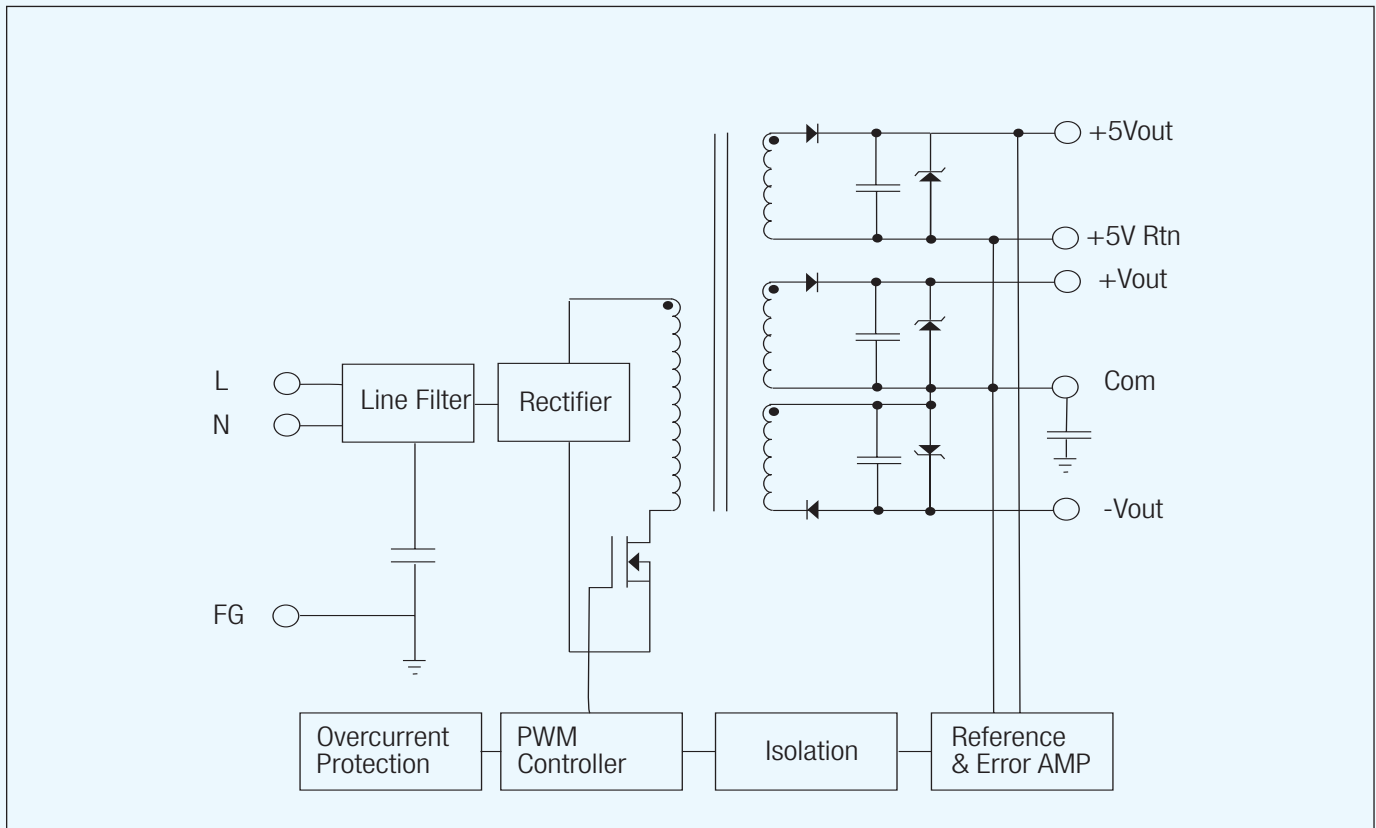 +5Vout
+5V Rtn
+Vout
L
Line Filter
Rectifier
Com
N
-Vout
FG
Overcurrent
Protection
PWM
Controller
Isolation
Reference
& Error AMP